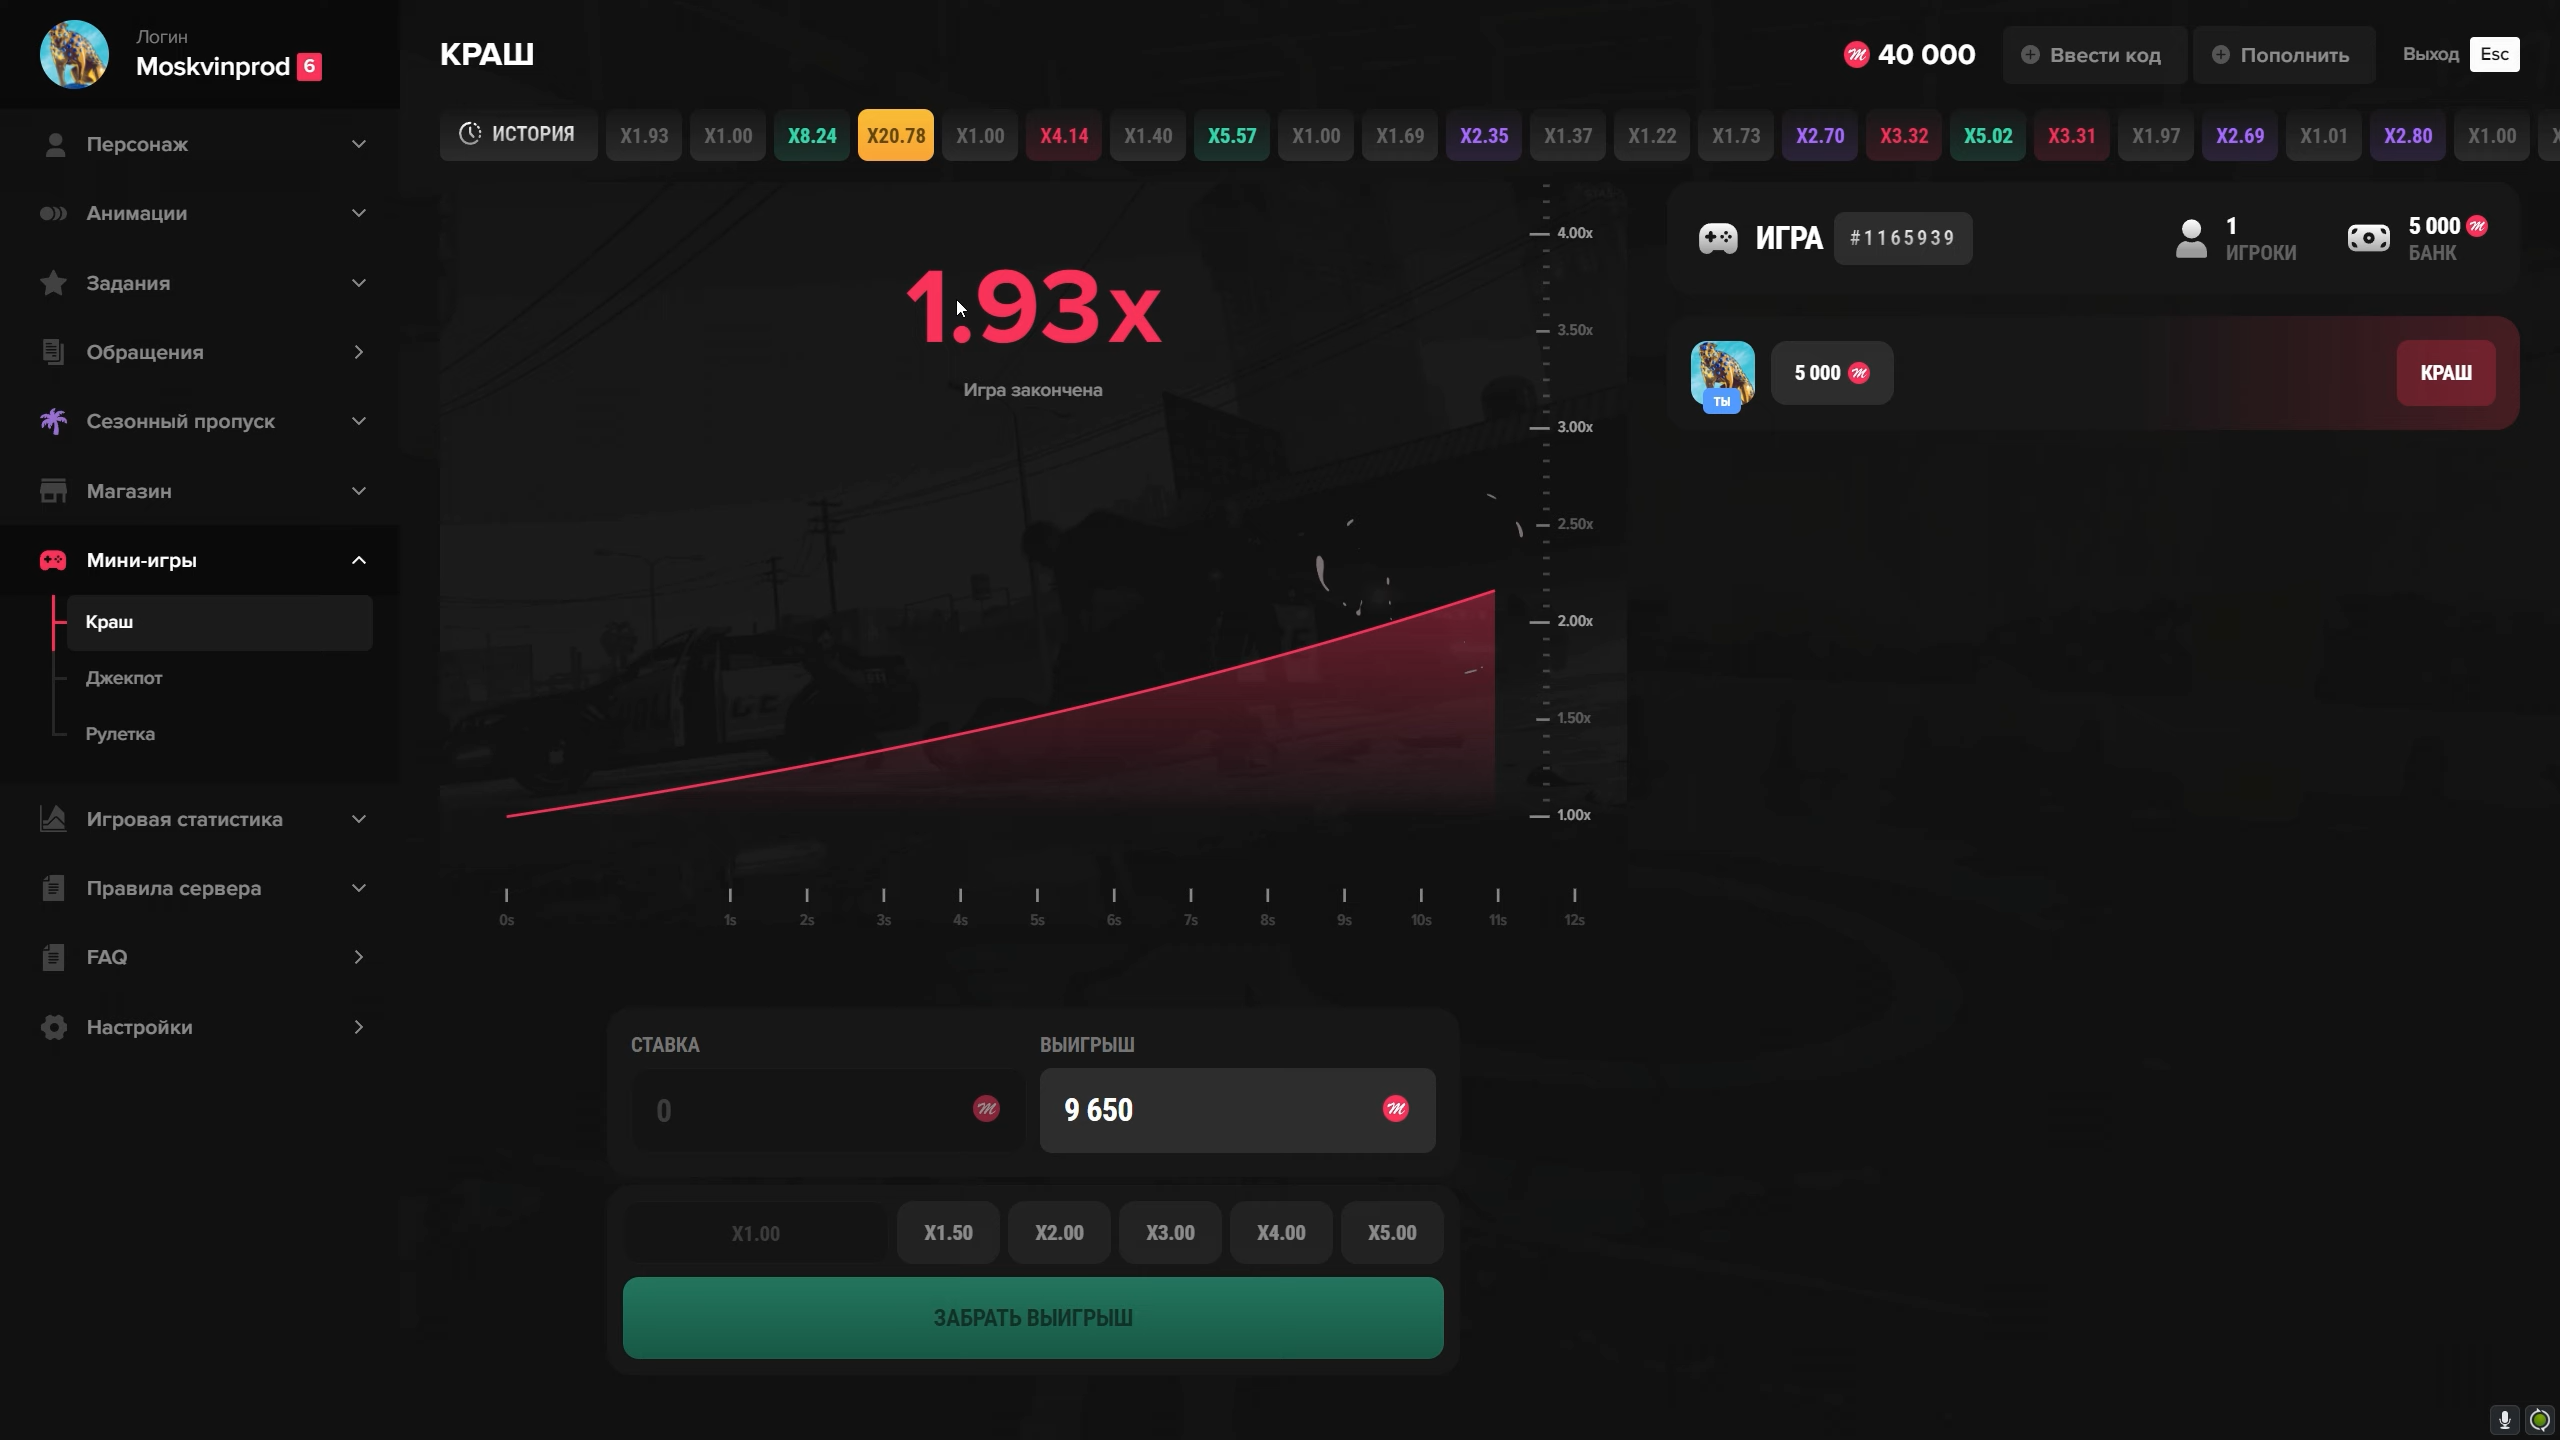 Логин
Moskvinprod 6
КРАШ
40 000
Ввести код
Пополнить
Выход Esc
Персонаж
Анимации
Задания
Обращения
Сезонный пропуск
Магазин
Мини-игры
Краш
Джекпот
Рулетка
Игровая статистика
Правила сервера
FAQ
Настройки
ИСТОРИЯ X1.93 X1.00 X8.24 X20.78 X1.00 X4.14 X1.40 X5.57 X1.00 X1.69 X2.35 X1.37 X1.22 X1.73 X2.70 X3.32 X5.02 X3.31 X1.97 X2.69 X1.01 X2.80 X1.00
1.93x
Игра закончена
4.00x
3.50x
3.00x
2.50x
2.00x
1.50x
1.00x
0s 1s 2s 3s 4s 5s 6s 7s 8s 9s 10s 11s 12s
ИГРА #1165939
1
ИГРОКИ
5 000
БАНК
ТЫ
5 000
КРАШ
СТАВКА
0
ВЫИГРЫШ
9 650
X1.00 X1.50 X2.00 X3.00 X4.00 X5.00
ЗАБРАТЬ ВЫИГРЫШ